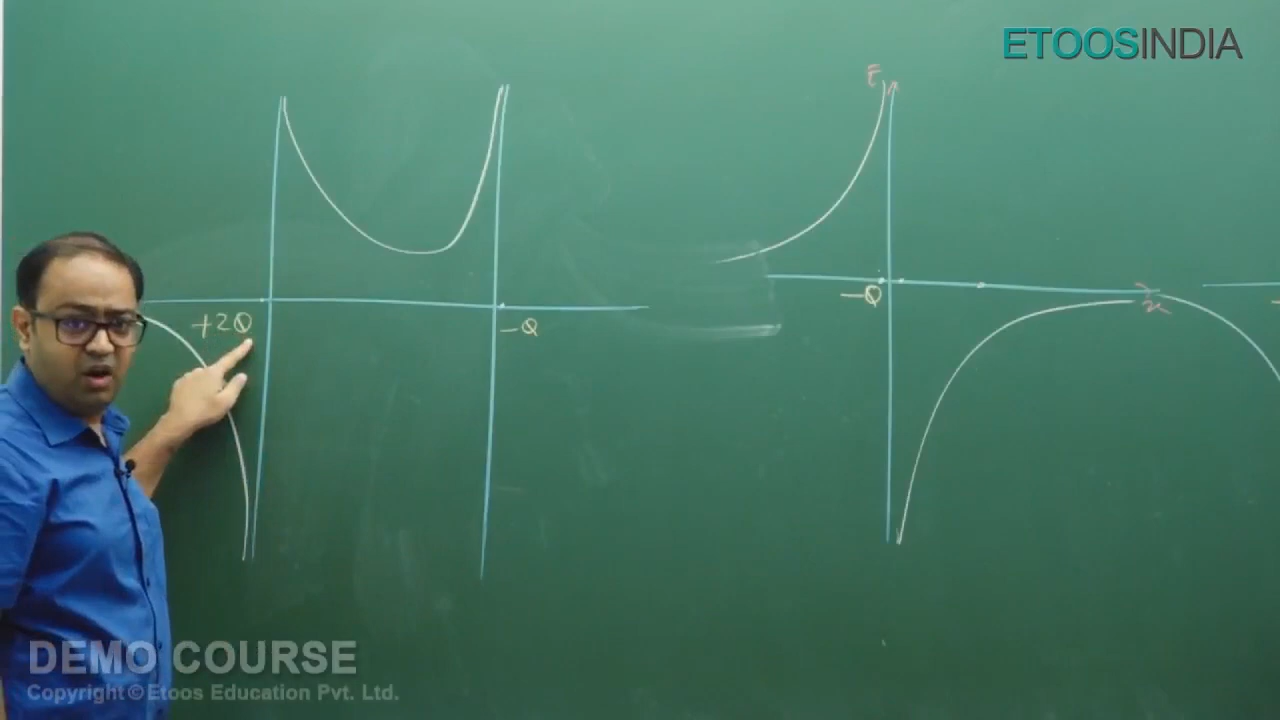 ETOOSINDIA
E
+2Q
-Q
-Q
x
DEMO COURSE
Copyright © Etoos Education Pvt. Ltd.